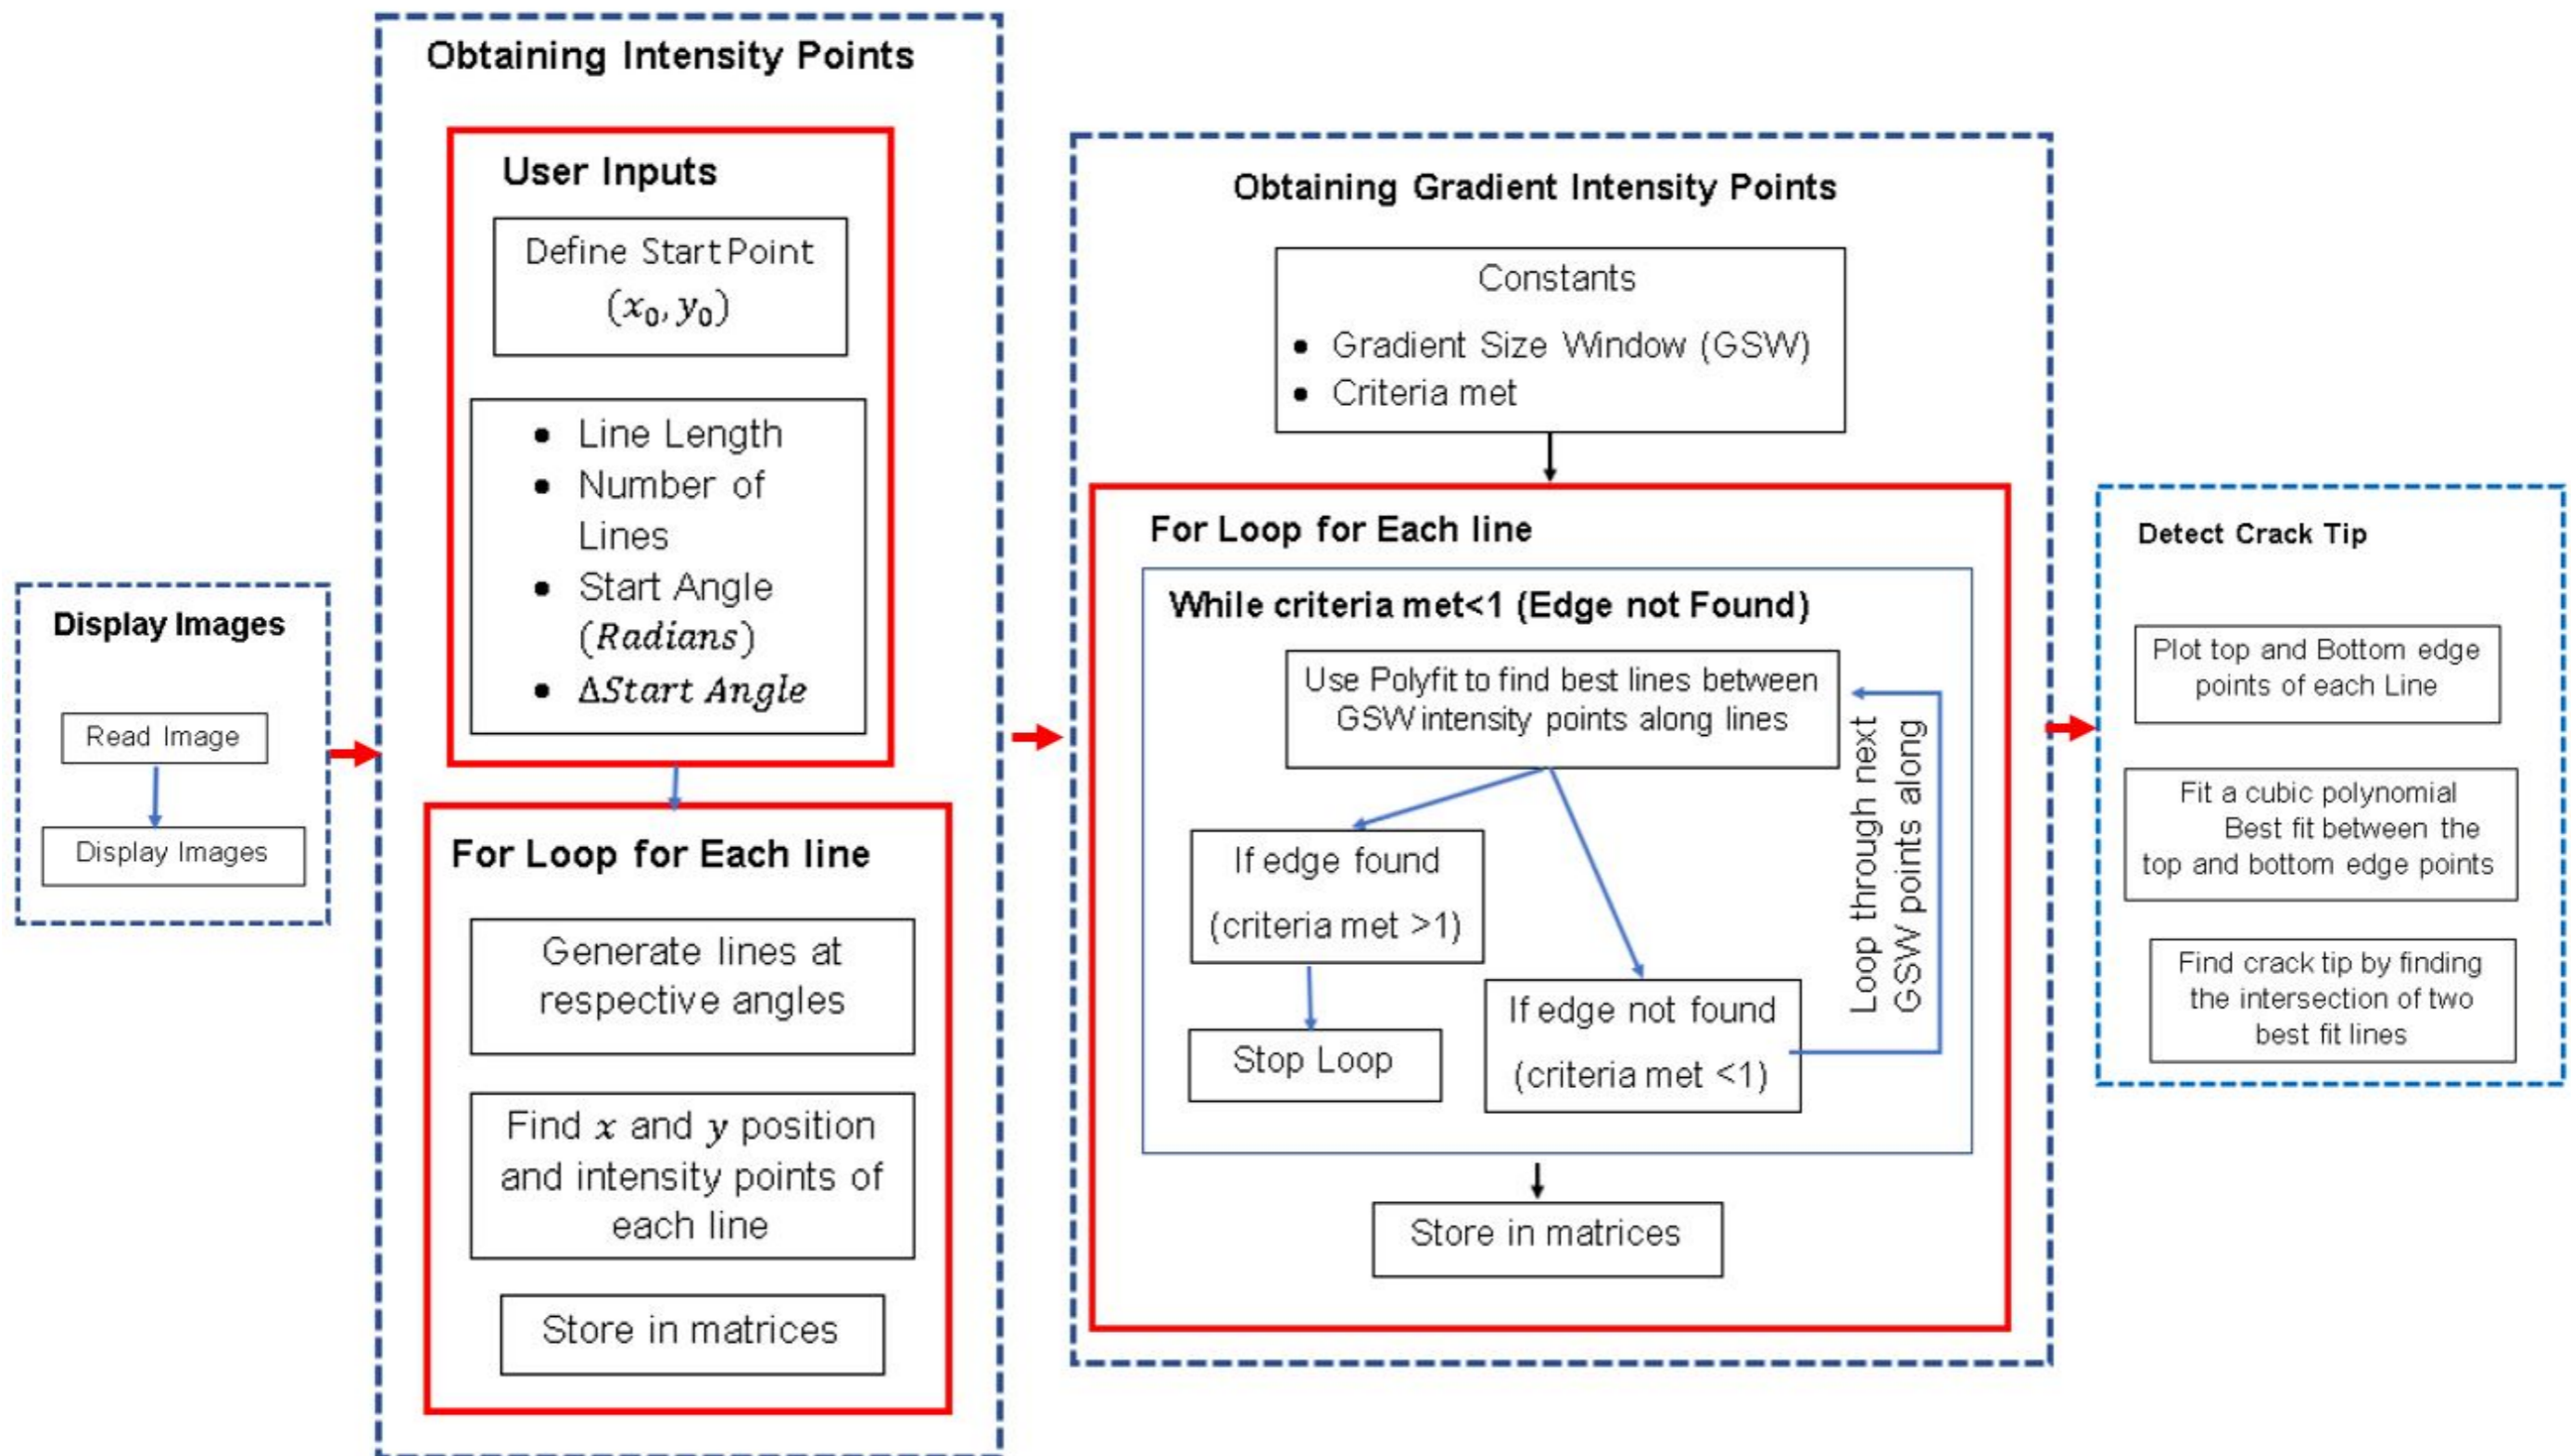 Display Images
Read Image
Display Images
Obtaining Intensity Points
User Inputs
Define Start Point
(x₀, y₀)
• Line Length
• Number of
Lines
• Start Angle
(Radians)
• ΔStart Angle
For Loop for Each line
Generate lines at
respective angles
Find x and y position
and intensity points of
each line
Store in matrices
Obtaining Gradient Intensity Points
Constants
• Gradient Size Window (GSW)
• Criteria met
For Loop for Each line
While criteria met<1 (Edge not Found)
Use Polyfit to find best lines between
GSW intensity points along lines
If edge found
(criteria met >1)
Stop Loop
If edge not found
(criteria met <1)
Loop through next
GSW points along
Store in matrices
Detect Crack Tip
Plot top and Bottom edge
points of each Line
Fit a cubic polynomial
Best fit between the
top and bottom edge points
Find crack tip by finding
the intersection of two
best fit lines